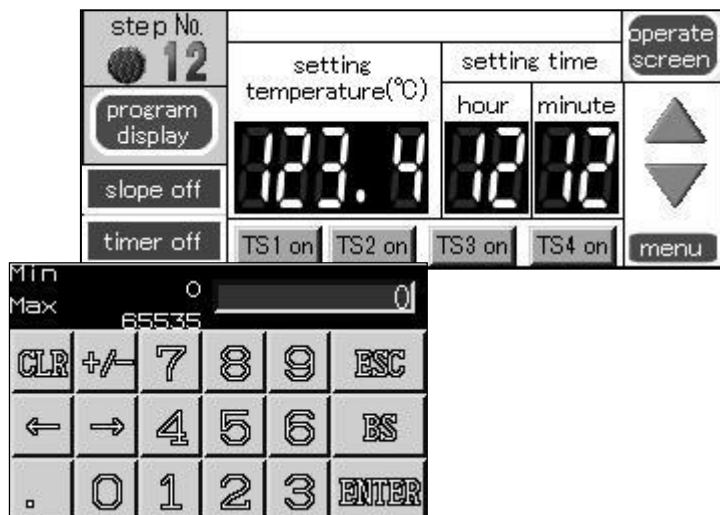 step No.
12
program
display
slope off
timer off
setting
temperature(℃)
123.4
setting time
hour
minute
12
12
TS1 on
TS2 on
TS3 on
TS4 on
operate
screen
menu
Min
0
Max
65535
0
CLR
+/-
7
8
9
ESC
←
→
4
5
6
BS
.
0
1
2
3
ENTER